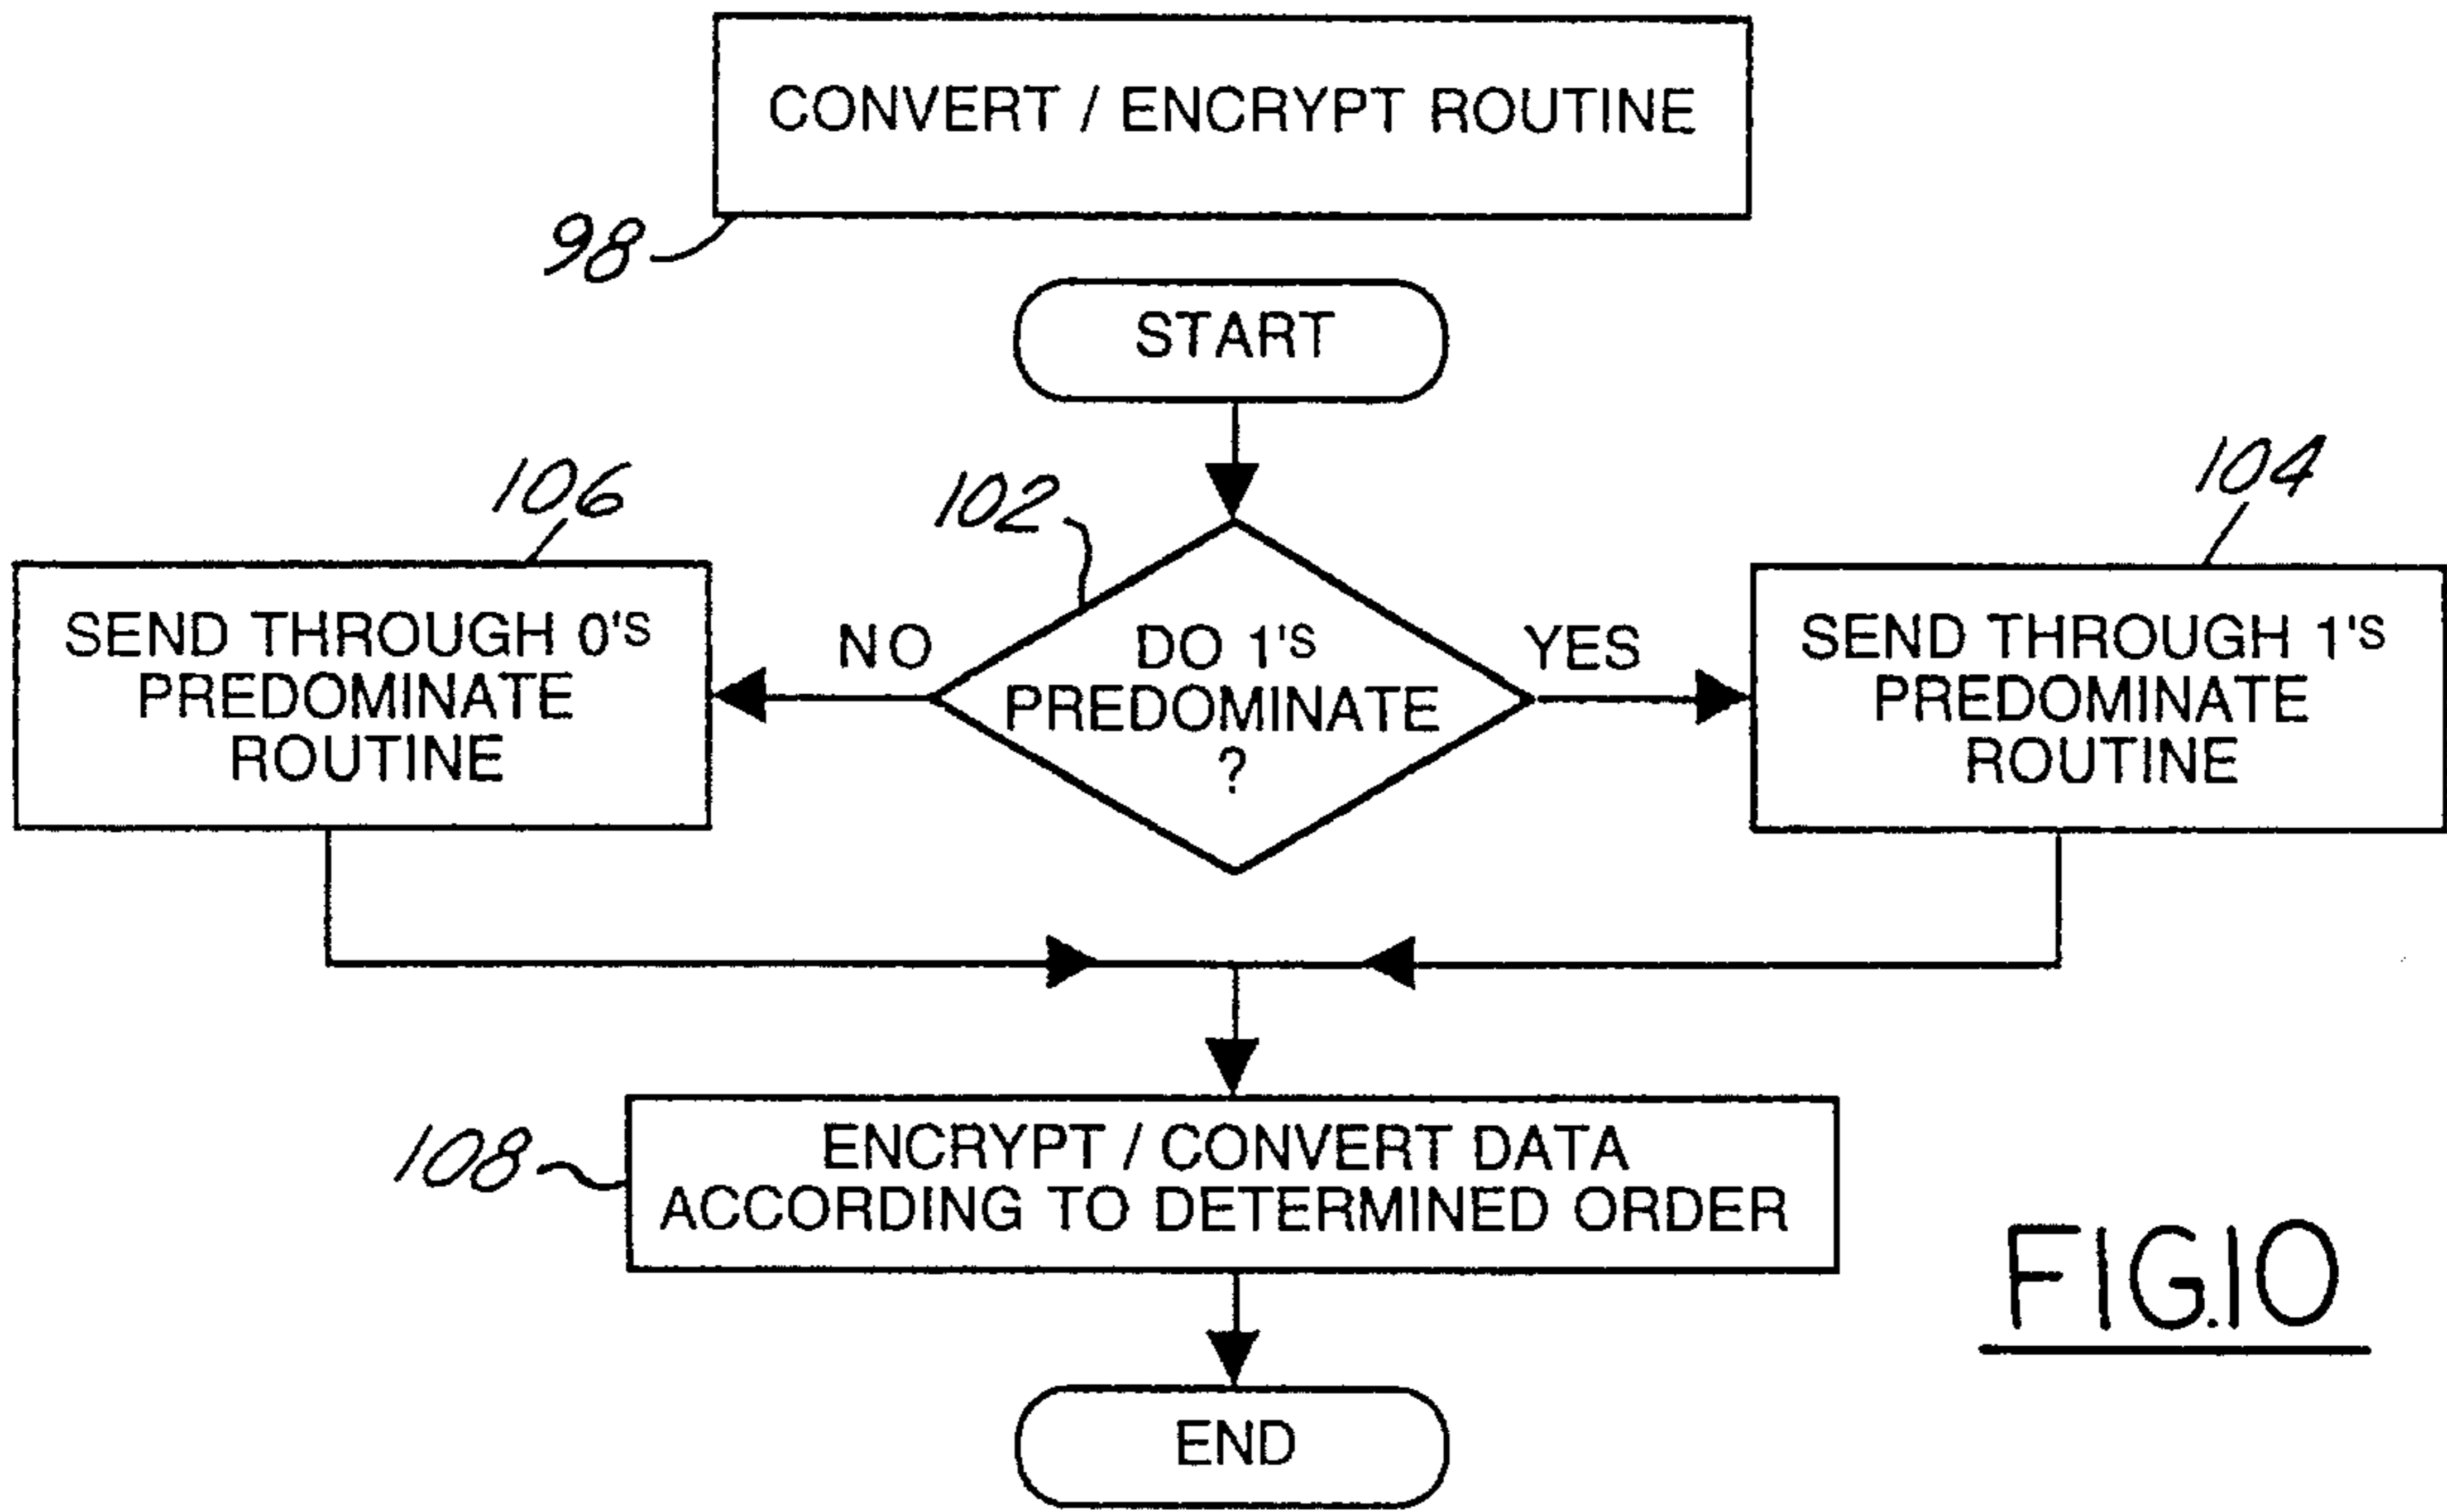 CONVERT / ENCRYPT ROUTINE
98
START
106
102
104
SEND THROUGH 0'S
PREDOMINATE
ROUTINE
NO
DO 1'S
PREDOMINATE
?
YES
SEND THROUGH 1'S
PREDOMINATE
ROUTINE
108
ENCRYPT / CONVERT DATA
ACCORDING TO DETERMINED ORDER
END
FIG.10